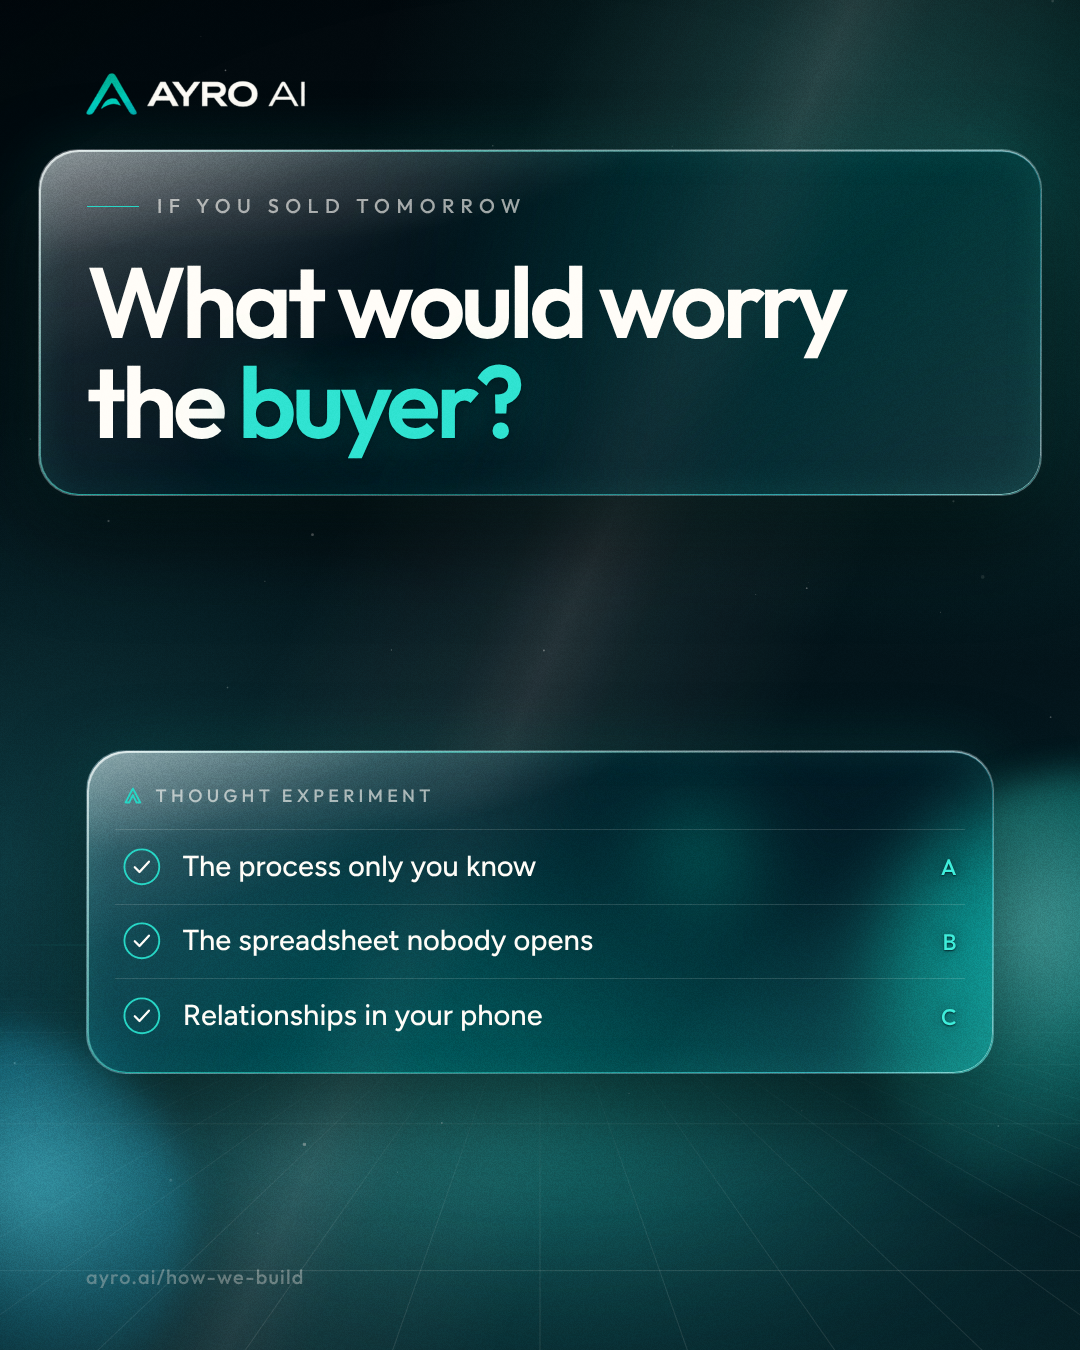 AYRO AI
IF YOU SOLD TOMORROW
What would worry
the buyer?
THOUGHT EXPERIMENT
The process only you know A
The spreadsheet nobody opens B
Relationships in your phone C
ayro.ai/how-we-build